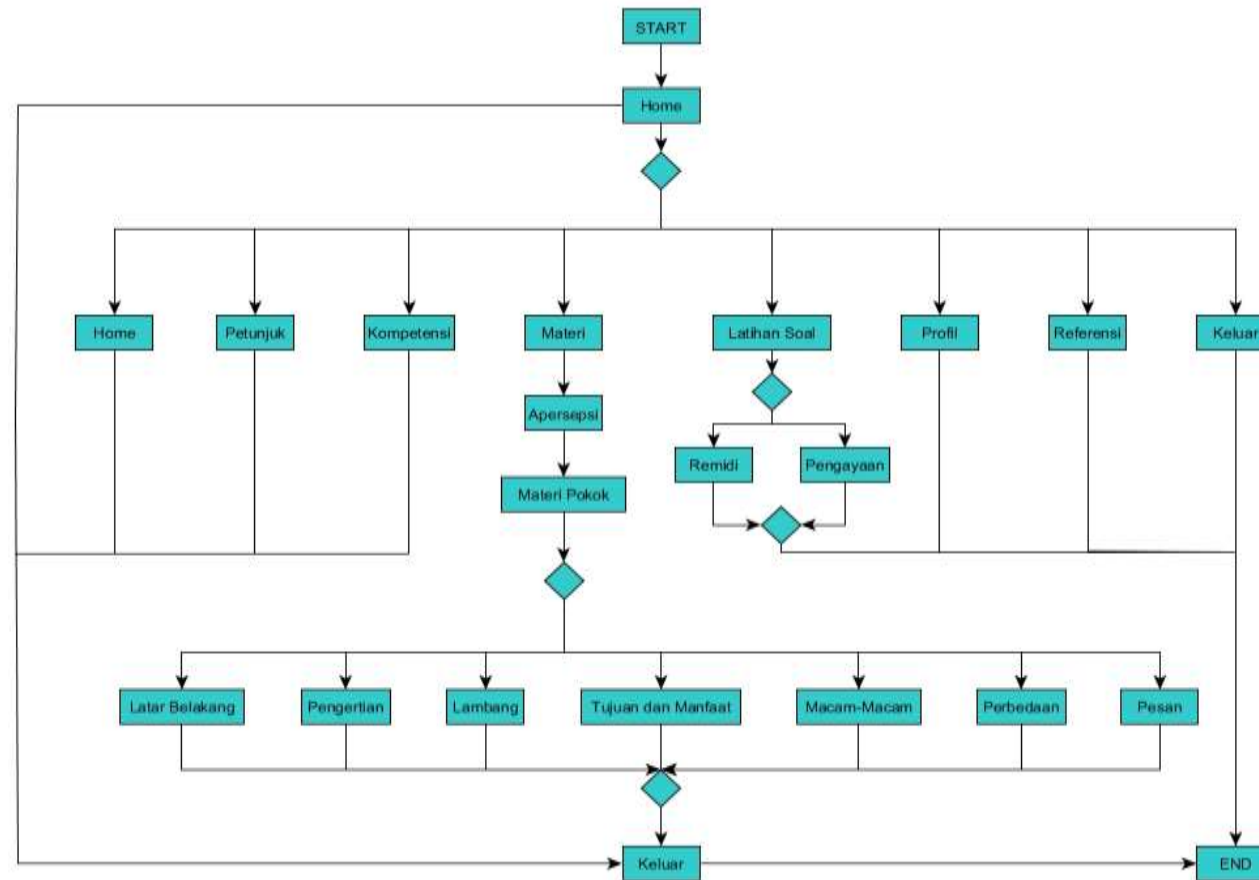 START
Home
Home
Petunjuk
Kompetensi
Materi
Latihan Soal
Profil
Referensi
Keluar
Apersepsi
Remidi
Pengayaan
Materi Pokok
Latar Belakang
Pengertian
Lambang
Tujuan dan Manfaat
Macam-Macam
Perbedaan
Pesan
Keluar
END